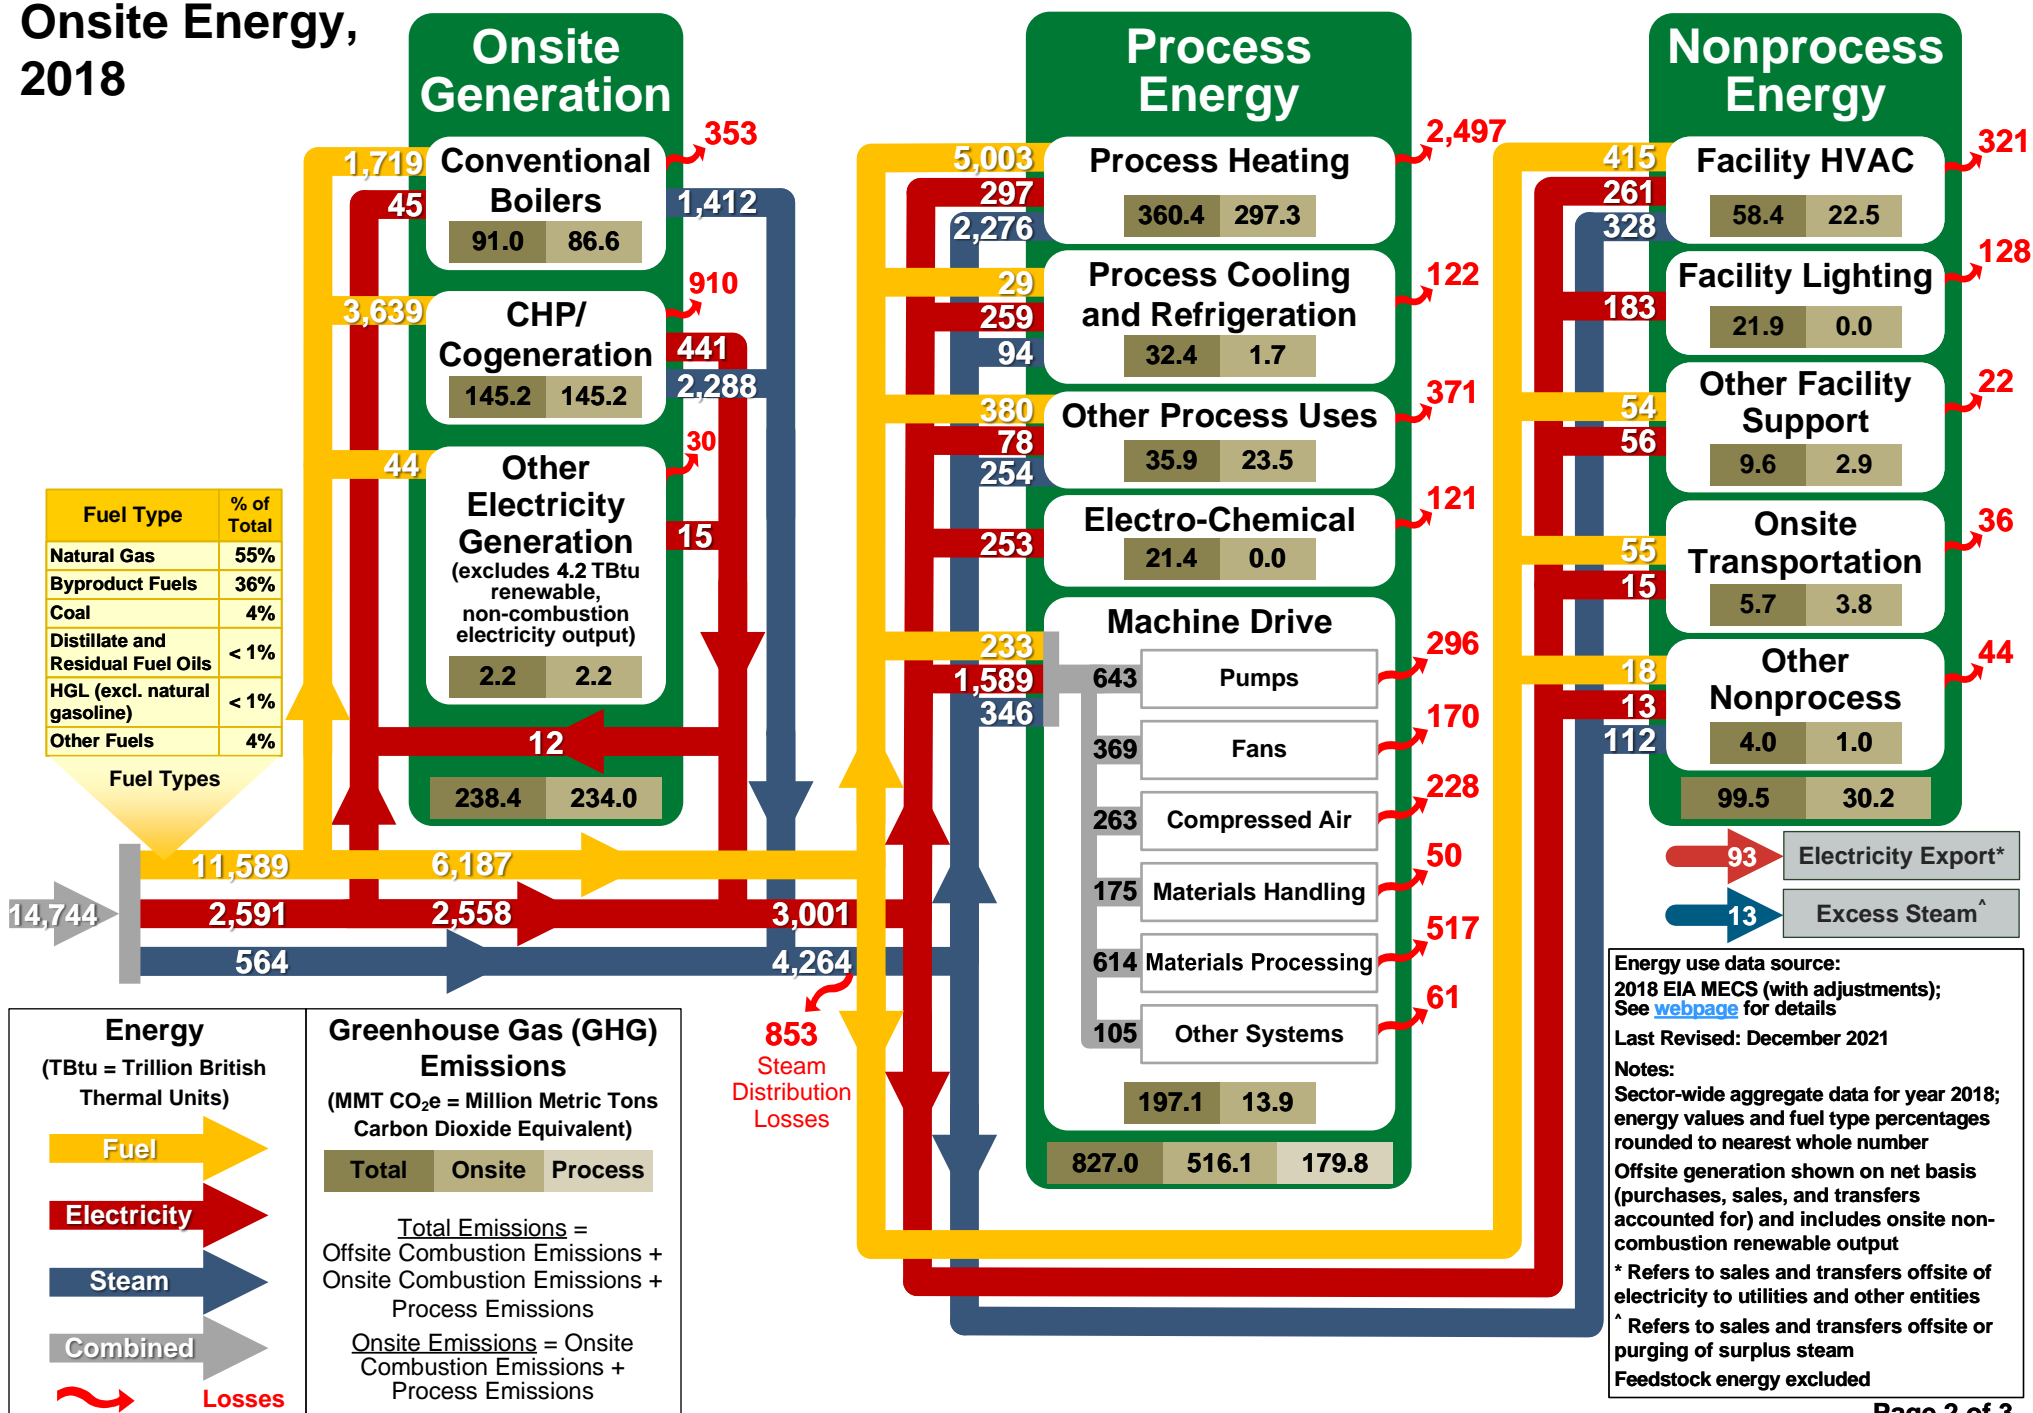 Onsite Energy,
2018
Onsite
Generation
353
1,719
Conventional
Boilers
45
1,412
91.0 86.6
910
3,639
CHP/
Cogeneration
441
2,288
145.2 145.2
30
44
Other
Electricity
Generation
(excludes 4.2 TBtu
renewable,
non-combustion
electricity output)
15
2.2 2.2
12
238.4 234.0
Fuel Type % of Total
Natural Gas 55%
Byproduct Fuels 36%
Coal 4%
Distillate and
Residual Fuel Oils < 1%
HGL (excl. natural
gasoline) < 1%
Other Fuels 4%
Fuel Types
14,744
11,589 6,187
2,591 2,558 3,001
564 4,264
853
Steam
Distribution
Losses
Process
Energy
2,497
5,003
297
2,276
Process Heating
360.4 297.3
122
29
259
94
Process Cooling
and Refrigeration
32.4 1.7
371
380
78
254
Other Process Uses
35.9 23.5
121
253
Electro-Chemical
21.4 0.0
Machine Drive
233
1,589
346
643 Pumps 296
369 Fans 170
263 Compressed Air 228
175 Materials Handling 50
614 Materials Processing 517
105 Other Systems 61
197.1 13.9
827.0 516.1 179.8
Nonprocess
Energy
321
415
261
328
Facility HVAC
58.4 22.5
128
183
Facility Lighting
21.9 0.0
22
54
56
Other Facility
Support
9.6 2.9
36
55
15
Onsite
Transportation
5.7 3.8
44
18
13
112
Other
Nonprocess
4.0 1.0
99.5 30.2
93 Electricity Export*
13 Excess Steam^
Energy use data source:
2018 EIA MECS (with adjustments);
See webpage for details
Last Revised: December 2021
Notes:
Sector-wide aggregate data for year 2018;
energy values and fuel type percentages
rounded to nearest whole number
Offsite generation shown on net basis
(purchases, sales, and transfers
accounted for) and includes onsite non-
combustion renewable output
* Refers to sales and transfers offsite of
electricity to utilities and other entities
^ Refers to sales and transfers offsite or
purging of surplus steam
Feedstock energy excluded
Energy
(TBtu = Trillion British
Thermal Units)
Fuel
Electricity
Steam
Combined
Losses
Greenhouse Gas (GHG)
Emissions
(MMT CO₂e = Million Metric Tons
Carbon Dioxide Equivalent)
Total Onsite Process
Total Emissions =
Offsite Combustion Emissions +
Onsite Combustion Emissions +
Process Emissions
Onsite Emissions = Onsite
Combustion Emissions +
Process Emissions
Page 2 of 3